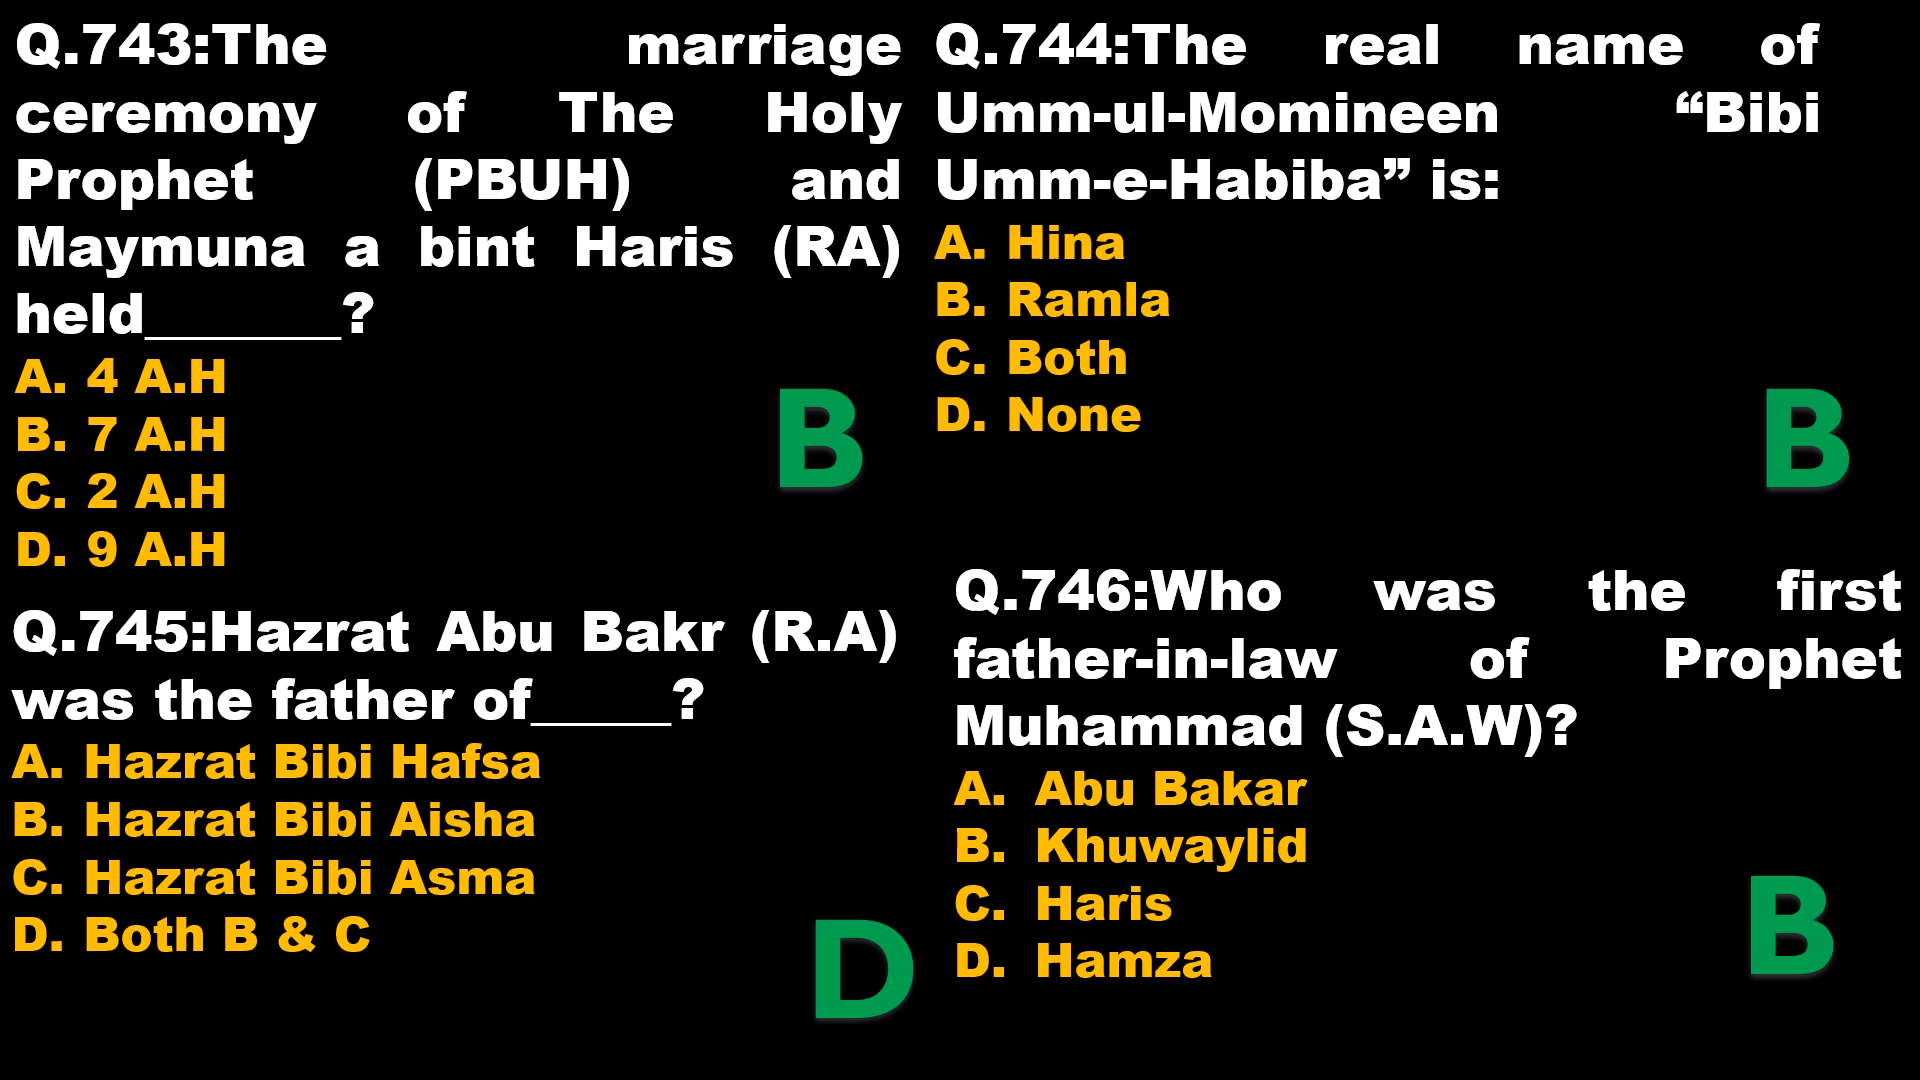 Q.743:The marriage
ceremony of The Holy
Prophet (PBUH) and
Maymuna a bint Haris (RA)
held_______?
A. 4 A.H
B. 7 A.H
C. 2 A.H
D. 9 A.H
B
Q.744:The real name of
Umm-ul-Momineen “Bibi
Umm-e-Habiba” is:
A. Hina
B. Ramla
C. Both
D. None
B
Q.745:Hazrat Abu Bakr (R.A)
was the father of_____?
A. Hazrat Bibi Hafsa
B. Hazrat Bibi Aisha
C. Hazrat Bibi Asma
D. Both B & C
D
Q.746:Who was the first
father-in-law of Prophet
Muhammad (S.A.W)?
A. Abu Bakar
B. Khuwaylid
C. Haris
D. Hamza
B